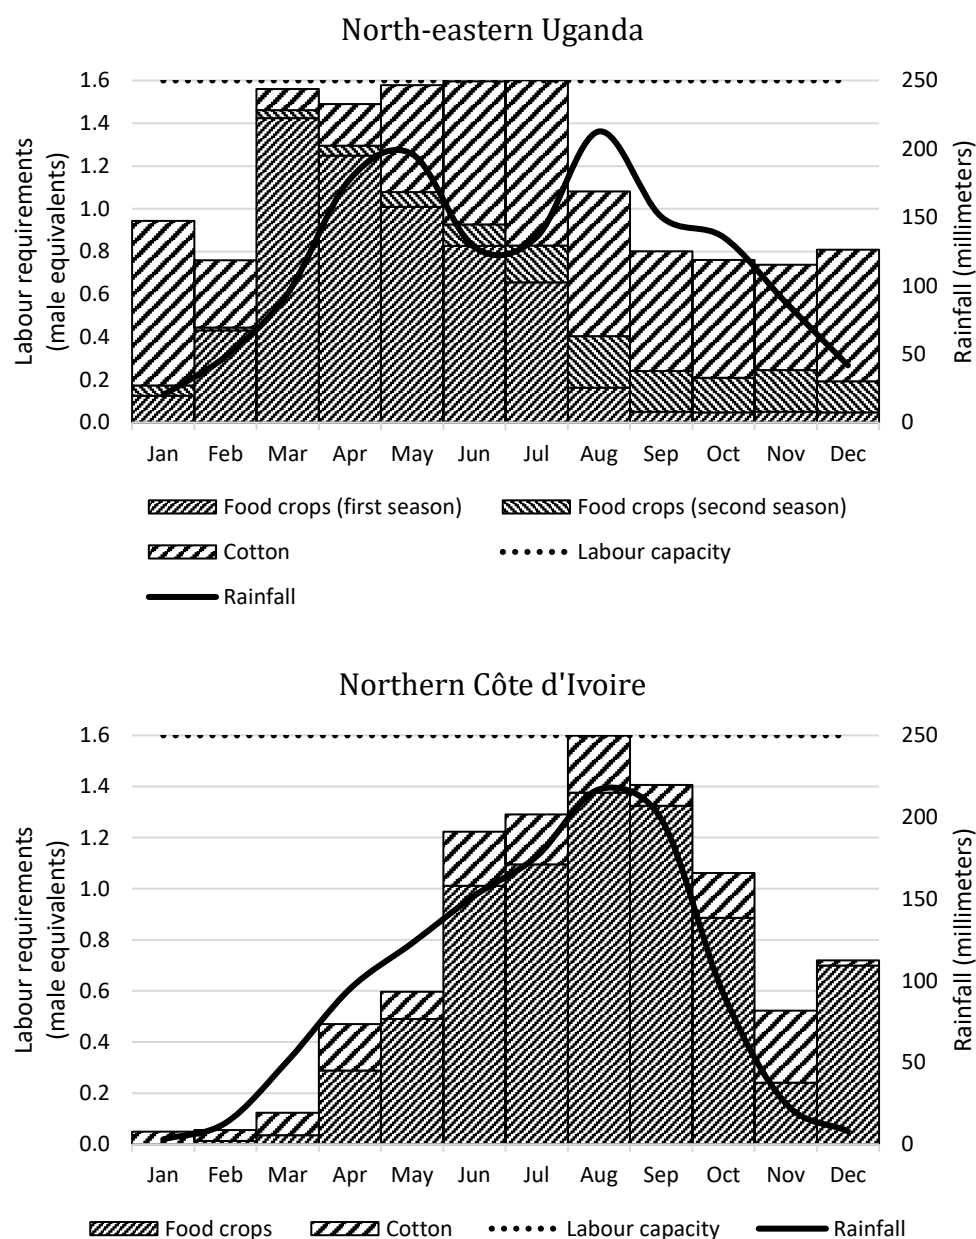 North-eastern Uganda
Labour requirements
(male equivalents)
1.6
1.4
1.2
1.0
0.8
0.6
0.4
0.2
0.0
250
200
150
100
50
0
Rainfall (millimeters)
Jan Feb Mar Apr May Jun Jul Aug Sep Oct Nov Dec
Food crops (first season) Food crops (second season)
Cotton Labour capacity
Rainfall
Northern Côte d'Ivoire
Labour requirements
(male equivalents)
1.6
1.4
1.2
1.0
0.8
0.6
0.4
0.2
0.0
250
200
150
100
50
0
Rainfall (millimeters)
Jan Feb Mar Apr May Jun Jul Aug Sep Oct Nov Dec
Food crops Cotton Labour capacity Rainfall